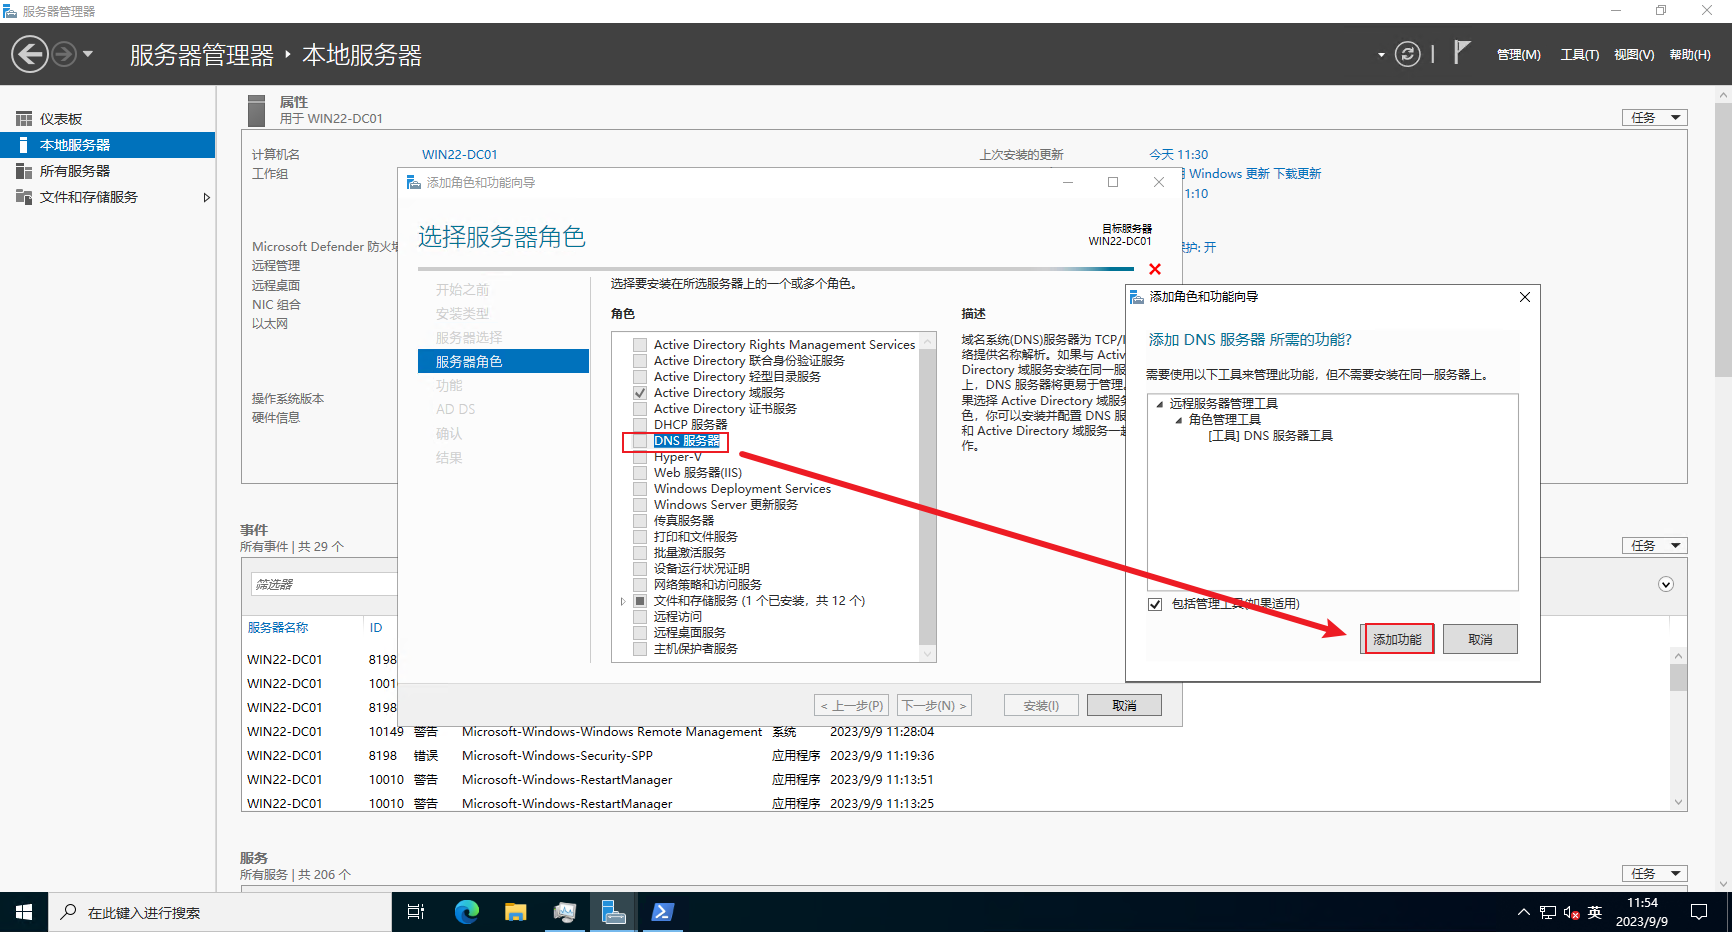 服务器管理器
服务器管理器 ‣ 本地服务器
管理(M) 工具(T) 视图(V) 帮助(H)
仪表板
本地服务器
所有服务器
文件和存储服务
属性
用于 WIN22-DC01
任务
计算机名 WIN22-DC01 上次安装的更新 今天 11:30
工作组 Windows 更新 下载更新
1:10
Microsoft Defender 防火
护: 开
远程管理
远程桌面
NIC 组合
以太网
操作系统版本
硬件信息
添加角色和功能向导
选择服务器角色
目标服务器
WIN22-DC01
开始之前
安装类型
服务器选择
服务器角色
功能
AD DS
确认
结果
选择要安装在所选服务器上的一个或多个角色。
角色
Active Directory Rights Management Services
Active Directory 联合身份验证服务
Active Directory 轻型目录服务
Active Directory 域服务
Active Directory 证书服务
DHCP 服务器
DNS 服务器
Hyper-V
Web 服务器(IIS)
Windows Deployment Services
Windows Server 更新服务
传真服务器
打印和文件服务
批量激活服务
设备运行状况证明
网络策略和访问服务
文件和存储服务 (1 个已安装，共 12 个)
远程访问
远程桌面服务
主机保护者服务
描述
域名系统(DNS)服务器为 TCP/
络提供名称解析。如果与 Activ
Directory 域服务安装在同一服
上，DNS 服务器将更易于管理。
果选择 Active Directory 域服务
色，你可以安装并配置 DNS 服
和 Active Directory 域服务一起
作。
< 上一步(P) 下一步(N) > 安装(I) 取消
添加角色和功能向导
添加 DNS 服务器 所需的功能?
需要使用以下工具来管理此功能，但不需要安装在同一服务器上。
远程服务器管理工具
角色管理工具
[工具] DNS 服务器工具
包括管理工具(如果适用)
添加功能 取消
事件
所有事件 | 共 29 个
任务
筛选器
服务器名称 ID
WIN22-DC01 8198
WIN22-DC01 1001
WIN22-DC01 8198
WIN22-DC01 10149 警告 Microsoft-Windows-Windows Remote Management 系统 2023/9/9 11:28:04
WIN22-DC01 8198 错误 Microsoft-Windows-Security-SPP 应用程序 2023/9/9 11:19:36
WIN22-DC01 10010 警告 Microsoft-Windows-RestartManager 应用程序 2023/9/9 11:13:51
WIN22-DC01 10010 警告 Microsoft-Windows-RestartManager 应用程序 2023/9/9 11:13:25
服务
所有服务 | 共 206 个
任务
在此键入进行搜索
英
11:54
2023/9/9